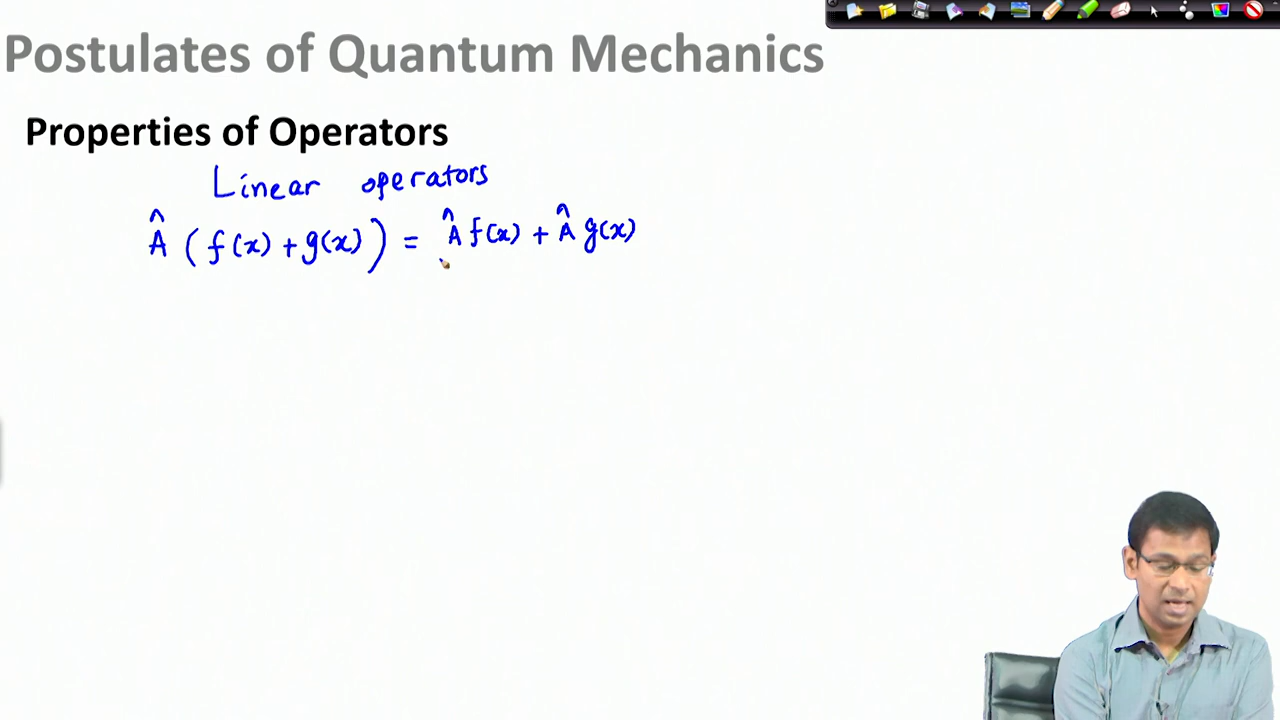 Postulates of Quantum Mechanics
Properties of Operators
Linear operators
Â (f(x) + g(x)) = Â f(x) + Â g(x)